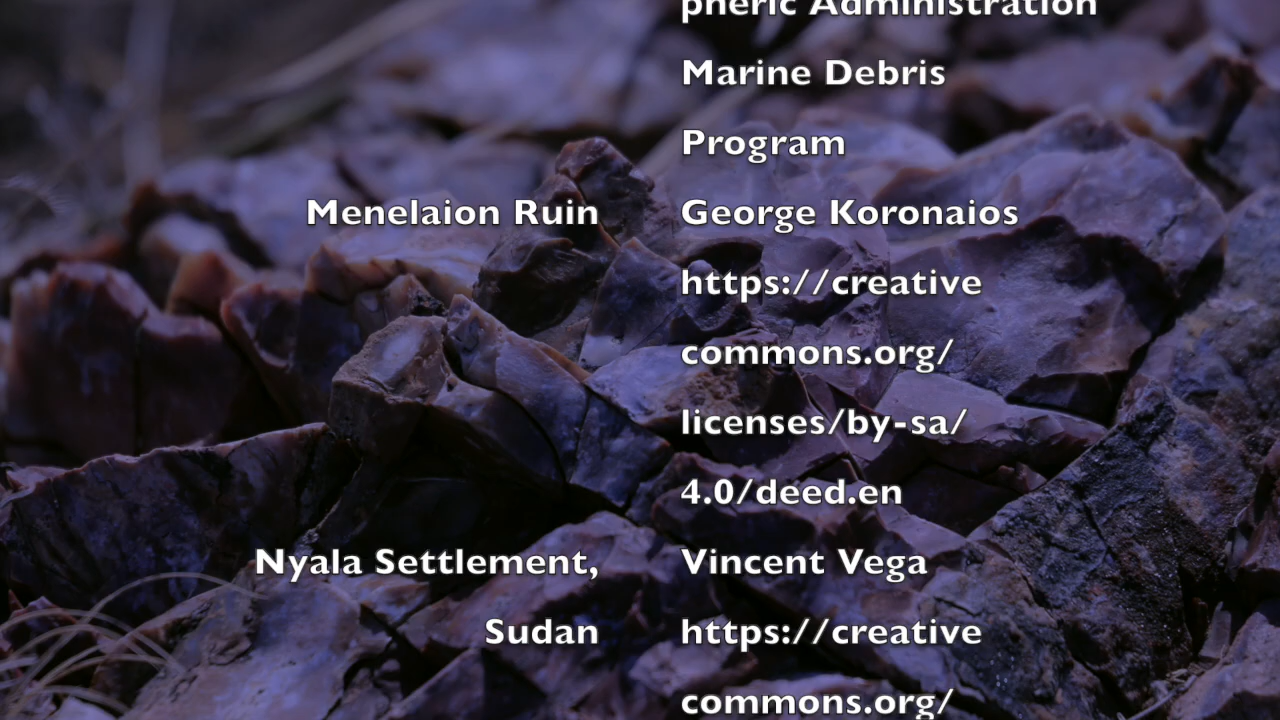 pheric Administration
Marine Debris
Program
Menelaion Ruin George Koronaios
https://creative
commons.org/
licenses/by-sa/
4.0/deed.en
Nyala Settlement, Vincent Vega
Sudan https://creative
commons.org/